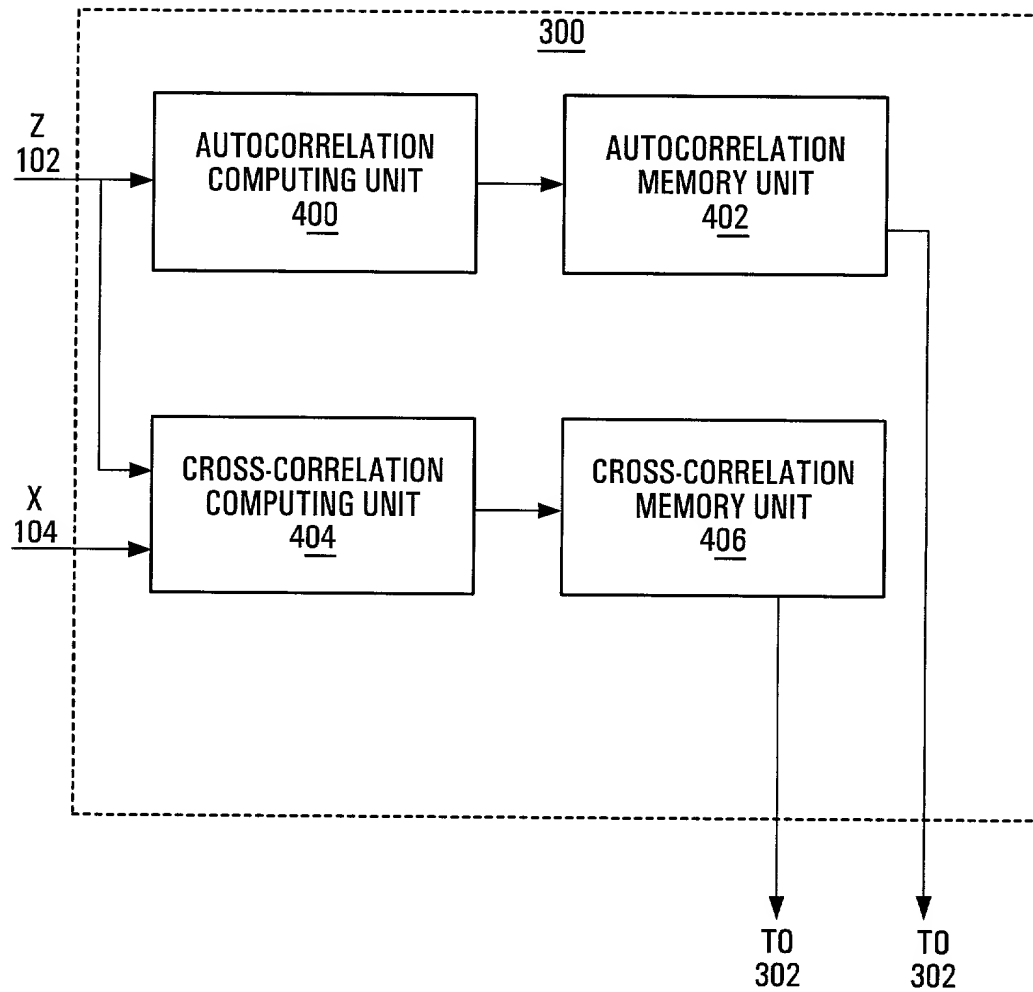 300
Z
102
AUTOCORRELATION
COMPUTING UNIT
400
AUTOCORRELATION
MEMORY UNIT
402
X
104
CROSS-CORRELATION
COMPUTING UNIT
404
CROSS-CORRELATION
MEMORY UNIT
406
TO
302
TO
302